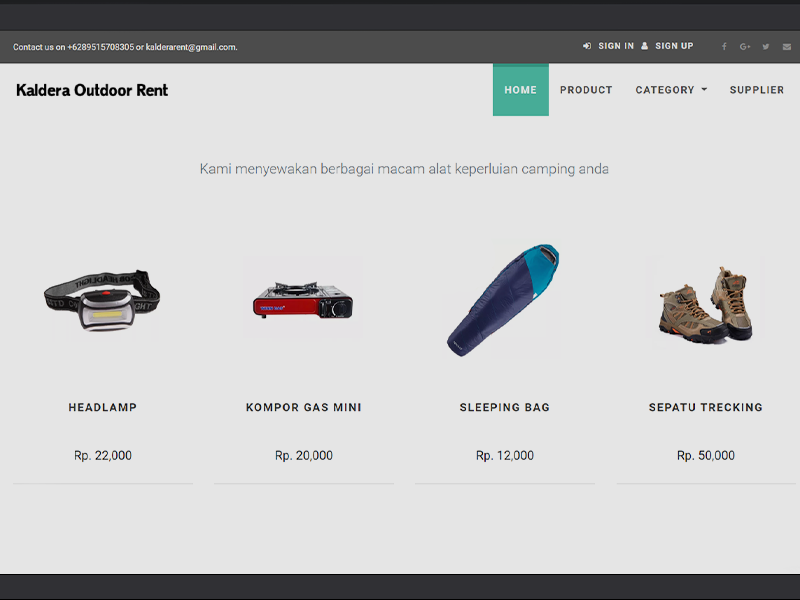 Contact us on +6289515708305 or kalderarent@gmail.com.
SIGN IN SIGN UP
Kaldera Outdoor Rent
HOME PRODUCT CATEGORY SUPPLIER
Kami menyewakan berbagai macam alat keperluian camping anda
HEADLAMP KOMPOR GAS MINI SLEEPING BAG SEPATU TRECKING
Rp. 22,000 Rp. 20,000 Rp. 12,000 Rp. 50,000